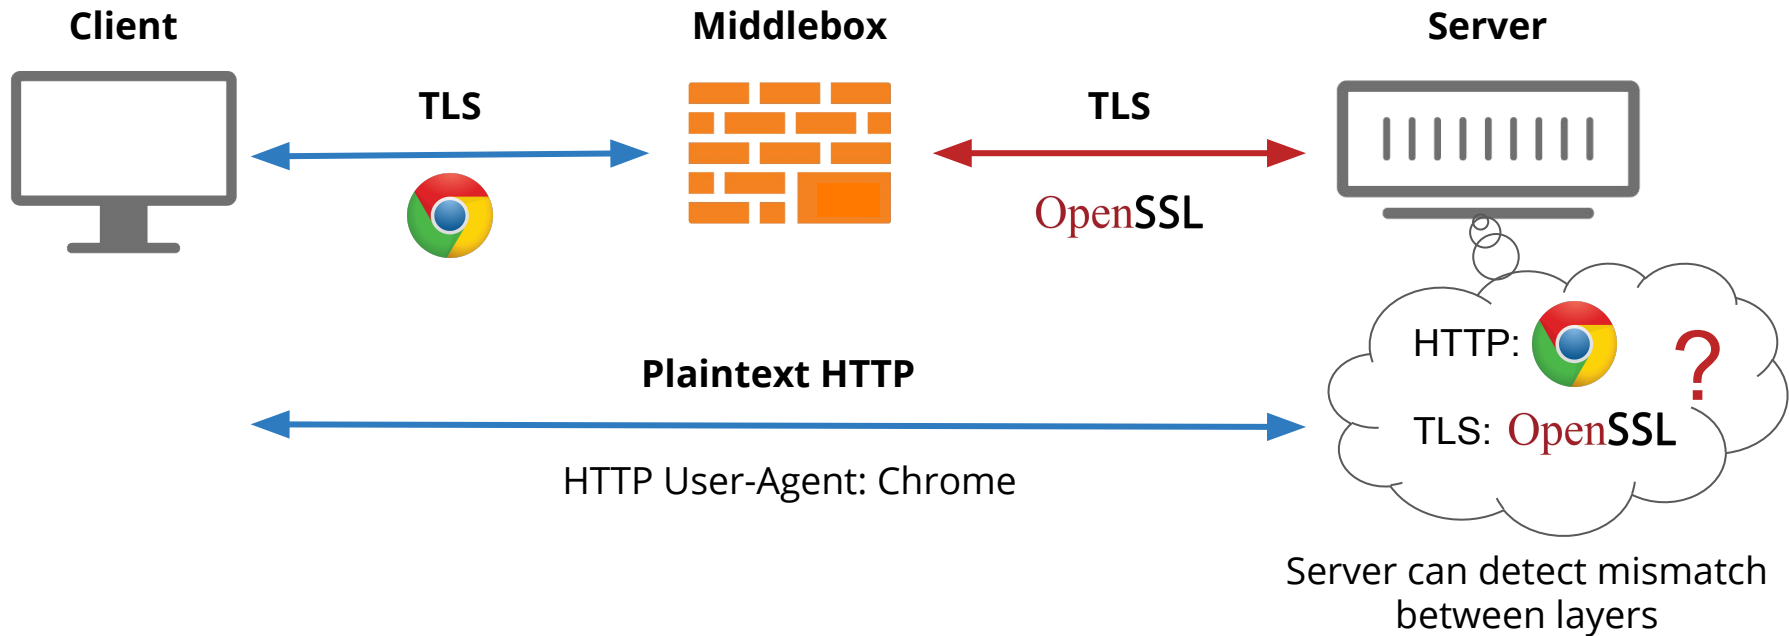 Client
Middlebox
Server
TLS
TLS
OpenSSL
Plaintext HTTP
HTTP User-Agent: Chrome
HTTP:
?
TLS: OpenSSL
Server can detect mismatch
between layers